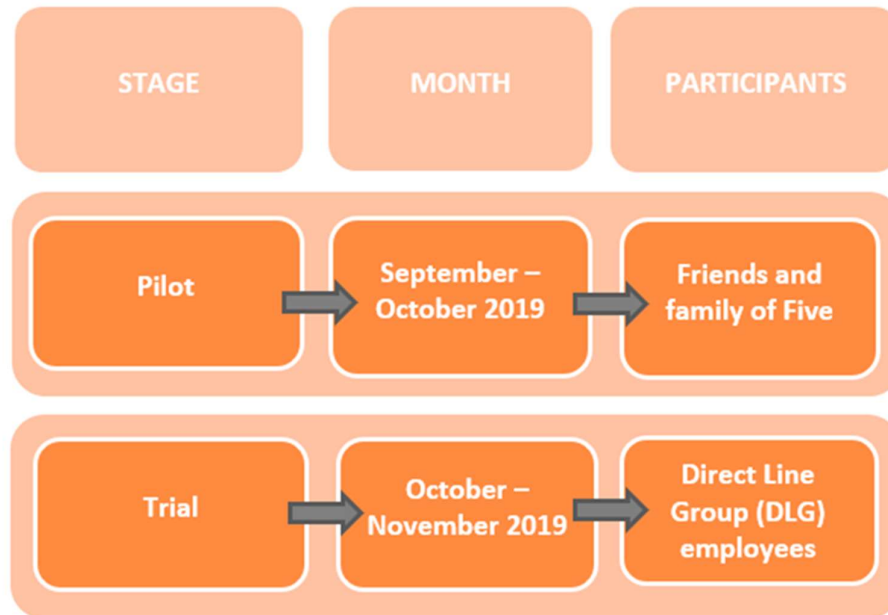 STAGE
MONTH
PARTICIPANTS
Pilot
September –
October 2019
Friends and
family of Five
Trial
October –
November 2019
Direct Line
Group (DLG)
employees